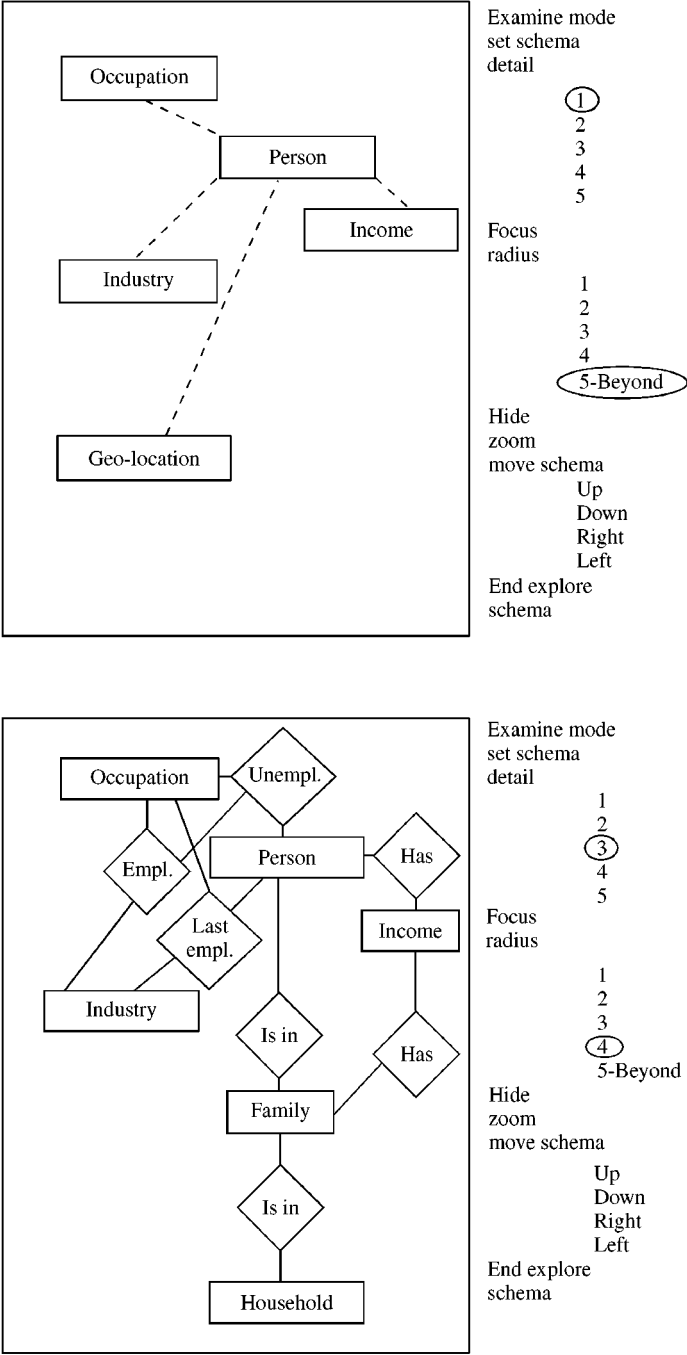 Occupation
Person
Income
Industry
Geo-location
Examine mode
set schema
detail
1
2
3
4
5
Focus
radius
1
2
3
4
5-Beyond
Hide
zoom
move schema
Up
Down
Right
Left
End explore
schema
Occupation
Unempl.
Person
Has
Empl.
Last
empl.
Income
Industry
Is in
Has
Family
Is in
Household
Examine mode
set schema
detail
1
2
3
4
5
Focus
radius
1
2
3
4
5-Beyond
Hide
zoom
move schema
Up
Down
Right
Left
End explore
schema